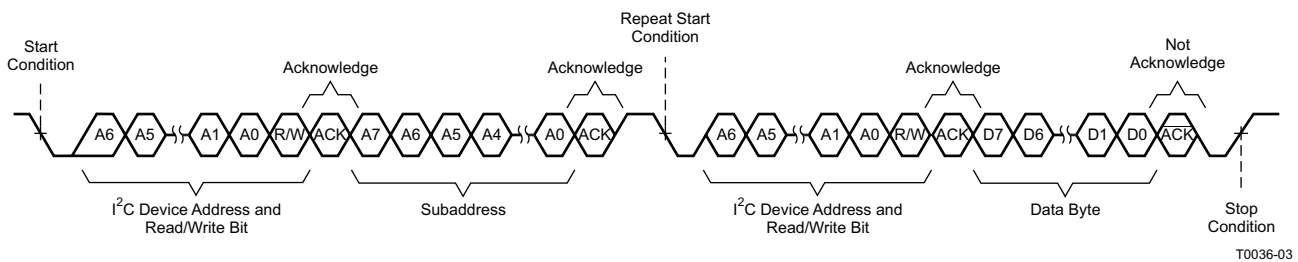 Start
Condition
Acknowledge
Acknowledge
Repeat Start
Condition
Acknowledge
Not
Acknowledge
A6 A5 A1 A0 R/W ACK A7 A6 A5 A4 A0 ACK A6 A5 A1 A0 R/W ACK D7 D6 D1 D0 A̅C̅K̅
I²C Device Address and
Read/Write Bit
Subaddress
I²C Device Address and
Read/Write Bit
Data Byte
Stop
Condition
T0036-03